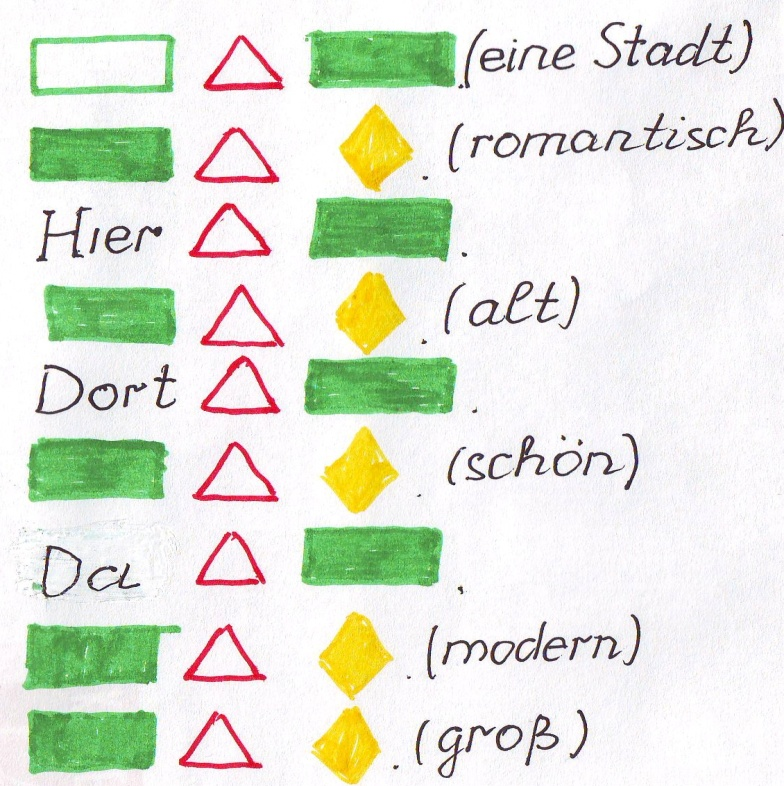 (eine Stadt)
. (romantisch)
Hier .
. (alt)
Dort .
. (schön)
Da .
. (modern)
. (groß)